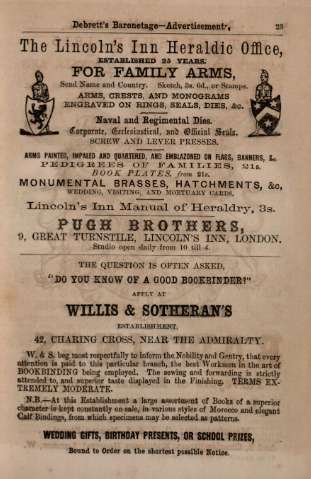 Debrett's Baronetage—Advertisements. 23
The Lincoln's Inn Heraldic Office,
ESTABLISHED 25 YEARS.
FOR FAMILY ARMS,
Send Name and Country. Sketch, 3s. 6d., or Stamps.
ARMS, CRESTS, AND MONOGRAMS
ENGRAVED ON RINGS, SEALS, DIES, &c.
Naval and Regimental Dies.
Corporate, Ecclesiastical, and Official Seals.
SCREW AND LEVER PRESSES.
ARMS PAINTED, IMPALED AND QUARTERED, AND EMBLAZONED ON FLAGS, BANNERS, &c.
PEDIGREES OF FAMILIES, 21s.
BOOK PLATES, from 21s.
MONUMENTAL BRASSES, HATCHMENTS, &c,
WEDDING, VISITING, AND MORTUARY CARDS.
Lincoln's Inn Manual of Heraldry, 3s.
PUGH BROTHERS,
9, GREAT TURNSTILE, LINCOLN'S INN, LONDON.
Studio open daily from 10 till 4.
THE QUESTION IS OFTEN ASKED,
"DO YOU KNOW OF A GOOD BOOKBINDER?"
APPLY AT
WILLIS & SOTHERAN'S
ESTABLISHMENT,
42, CHARING CROSS, NEAR THE ADMIRALTY.
W. & S. beg most respectfully to inform the Nobility and Gentry, that every
attention is paid to this particular branch, the best Workmen in the art of
BOOKBINDING being employed. The sewing and forwarding is strictly
attended to, and superior taste displayed in the Finishing. TERMS EX-
TREMELY MODERATE.
N.B.—At this Establishment a large assortment of Books of a superior
character is kept constantly on sale, in various styles of Morocco and elegant
Calf Bindings, from which specimens may be selected as patterns.
WEDDING GIFTS, BIRTHDAY PRESENTS, OR SCHOOL PRIZES,
Bound to Order on the shortest possible Notice.